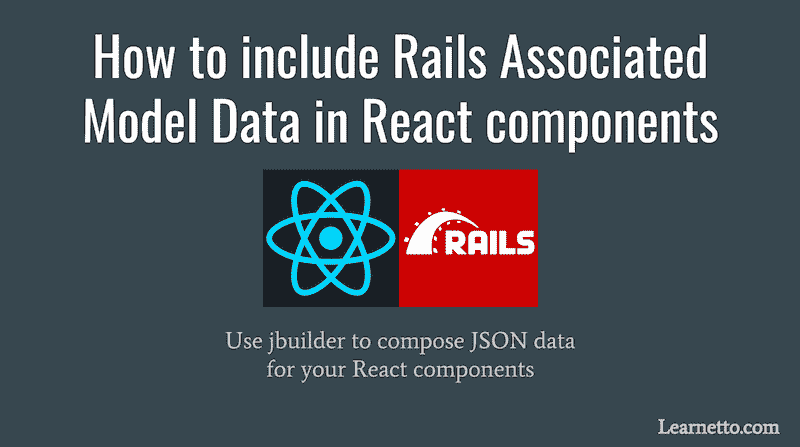 How to include Rails Associated
Model Data in React components
RAILS
Use jbuilder to compose JSON data
for your React components
Learnetto.com